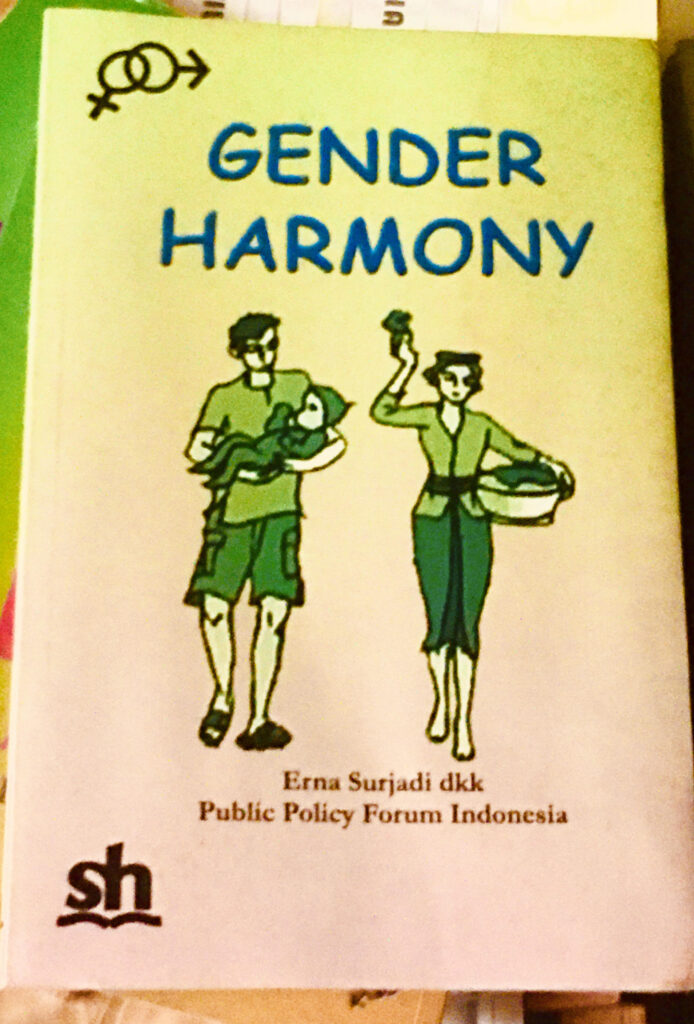 GENDER
HARMONY
Erna Surjadi dkk
Public Policy Forum Indonesia
sh